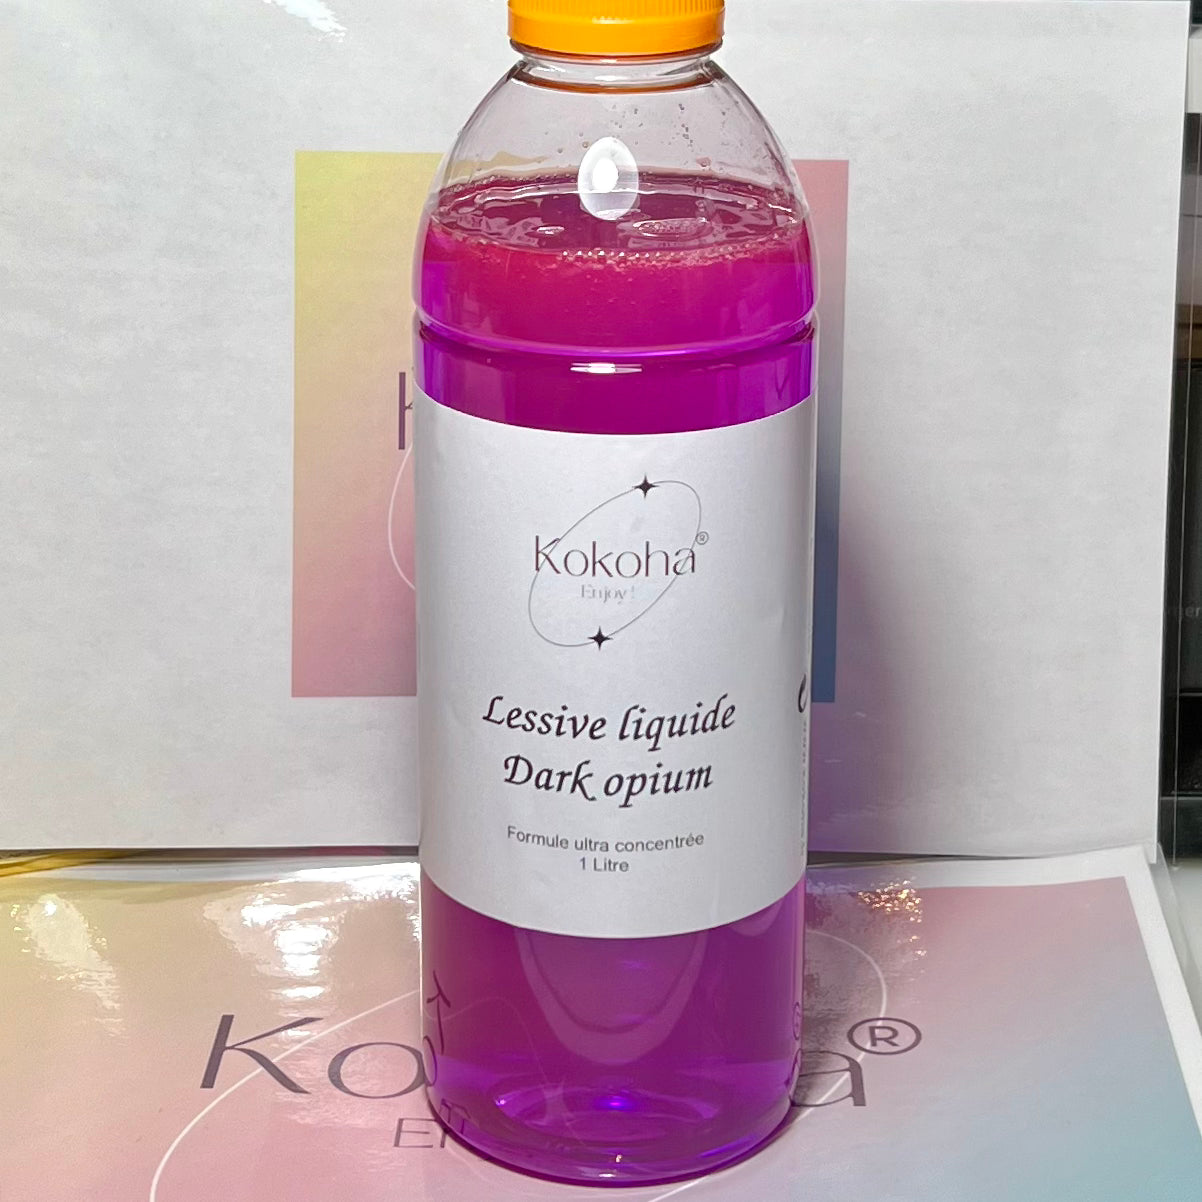 Kokoha®
Enjoy !
Lessive liquide
Dark opium
Formule ultra concentrée
1 Litre